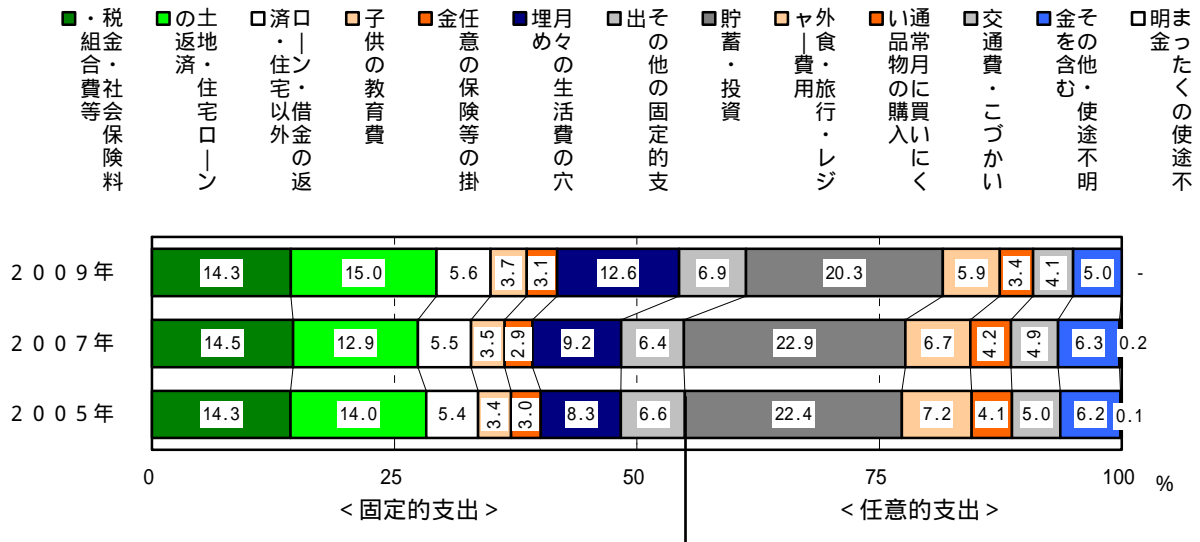 税金・社会保険料
・組合費等
土地・住宅ローン
の返済
ローン・借金の返
済・住宅以外
子供の教育費
任意の保険等の掛
金
月々の生活費の穴
埋め
その他の固定的支
出
貯蓄・投資
外食・旅行・レジ
ャー費用
通常月に買いにく
い品物の購入
交通費・こづかい
その他・使途不明
金を含む
まったくの使途不
明金
２００９年 14.3 15.0 5.6 3.7 3.1 12.6 6.9 20.3 5.9 3.4 4.1 5.0 -
２００７年 14.5 12.9 5.5 3.5 2.9 9.2 6.4 22.9 6.7 4.2 4.9 6.3 0.2
２００５年 14.3 14.0 5.4 3.4 3.0 8.3 6.6 22.4 7.2 4.1 5.0 6.2 0.1
0 25 50 75 100 %
＜固定的支出＞ ＜任意的支出＞